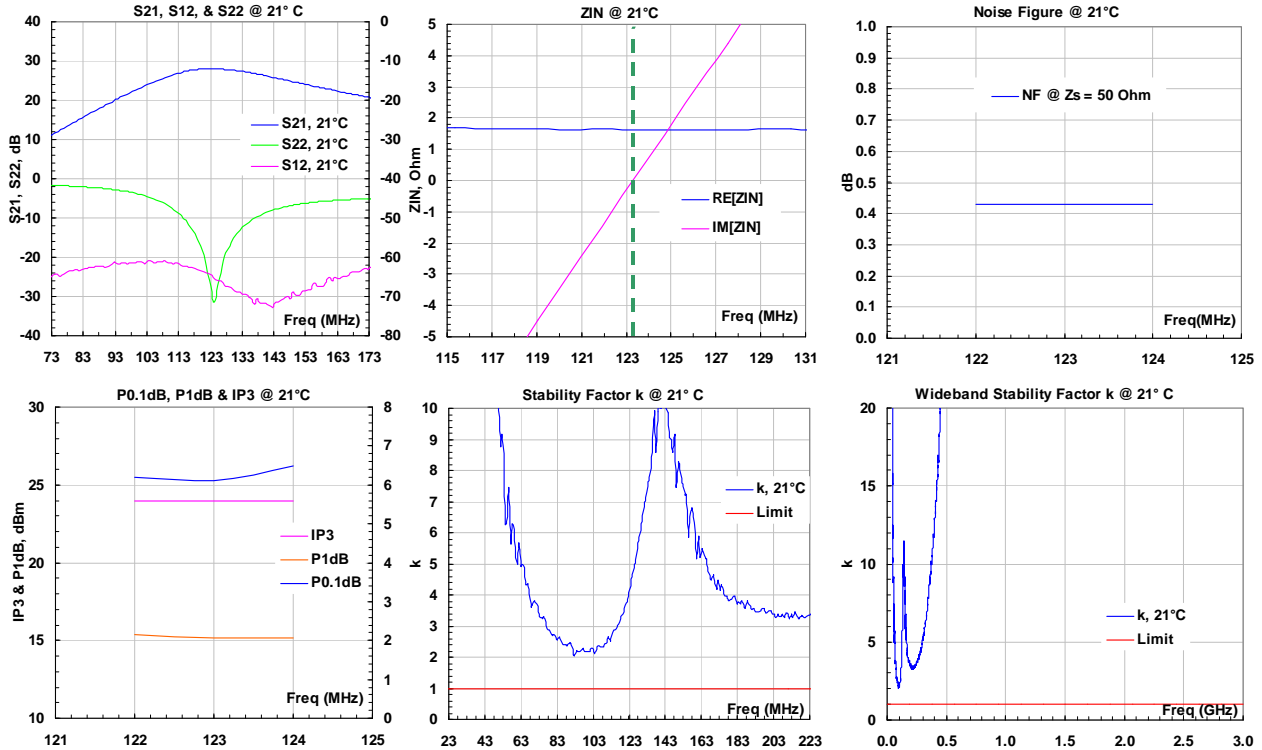 S21, S12, & S22 @ 21° C
S21, S22, dB
40
30
20
10
0
-10
-20
-30
-40
0
-10
-20
-30
-40
-50
-60
-70
-80
S21, 21°C
S22, 21°C
S12, 21°C
Freq (MHz)
73 83 93 103 113 123 133 143 153 163 173
ZIN @ 21°C
ZIN, Ohm
5
4
3
2
1
0
-1
-2
-3
-4
-5
RE[ZIN]
IM[ZIN]
Freq (MHz)
115 117 119 121 123 125 127 129 131
Noise Figure @ 21°C
dB
1.0
0.9
0.8
0.7
0.6
0.5
0.4
0.3
0.2
0.1
0.0
NF @ Zs = 50 Ohm
Freq(MHz)
121 122 123 124 125
P0.1dB, P1dB & IP3 @ 21°C
IP3 & P1dB, dBm
30
25
20
15
10
8
7
6
5
4
3
2
1
0
IP3
P1dB
P0.1dB
Freq (MHz)
121 122 123 124 125
Stability Factor k @ 21° C
k
10
9
8
7
6
5
4
3
2
1
0
k, 21°C
Limit
Freq (MHz)
23 43 63 83 103 123 143 163 183 203 223
Wideband Stability Factor k @ 21° C
k
20
15
10
5
0
k, 21°C
Limit
Freq (GHz)
0.0 0.5 1.0 1.5 2.0 2.5 3.0